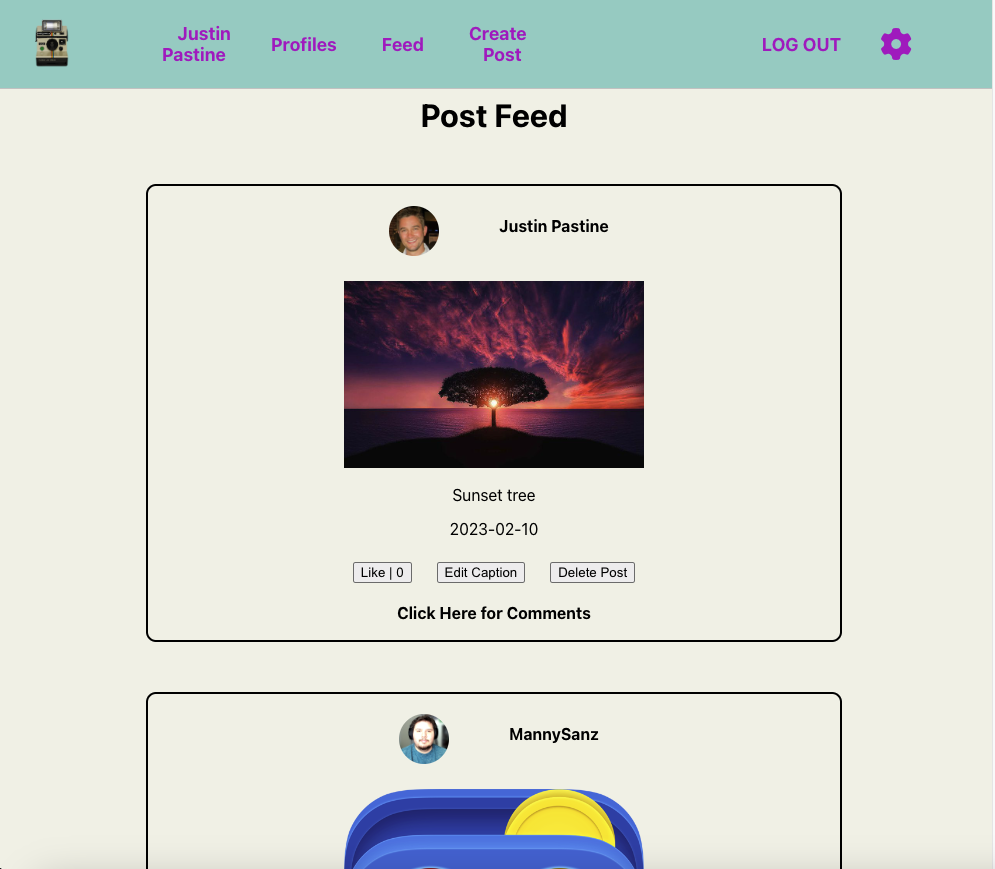 Justin
Pastine
Profiles
Feed
Create
Post
LOG OUT
Post Feed
Justin Pastine
Sunset tree
2023-02-10
Like | 0
Edit Caption
Delete Post
Click Here for Comments
MannySanz